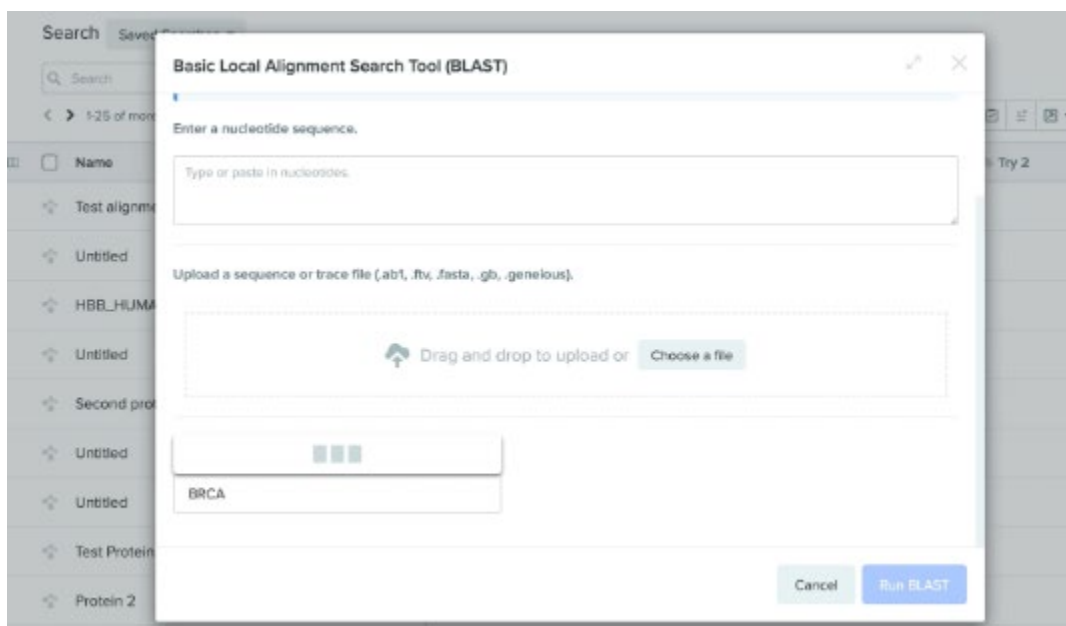 Search
Basic Local Alignment Search Tool (BLAST)
Search
1-25 of more
Enter a nucleotide sequence.
Name
Try 2
Type or paste in nucleotides.
Test alignme
Untitled
Upload a sequence or trace file (.ab1, .ftv, .fasta, .gb, .geneious).
HBB_HUMA
Untitled
Drag and drop to upload or Choose a file
Second prot
Untitled
BRCA
Untitled
Test Protein
Cancel Run BLAST
Protein 2